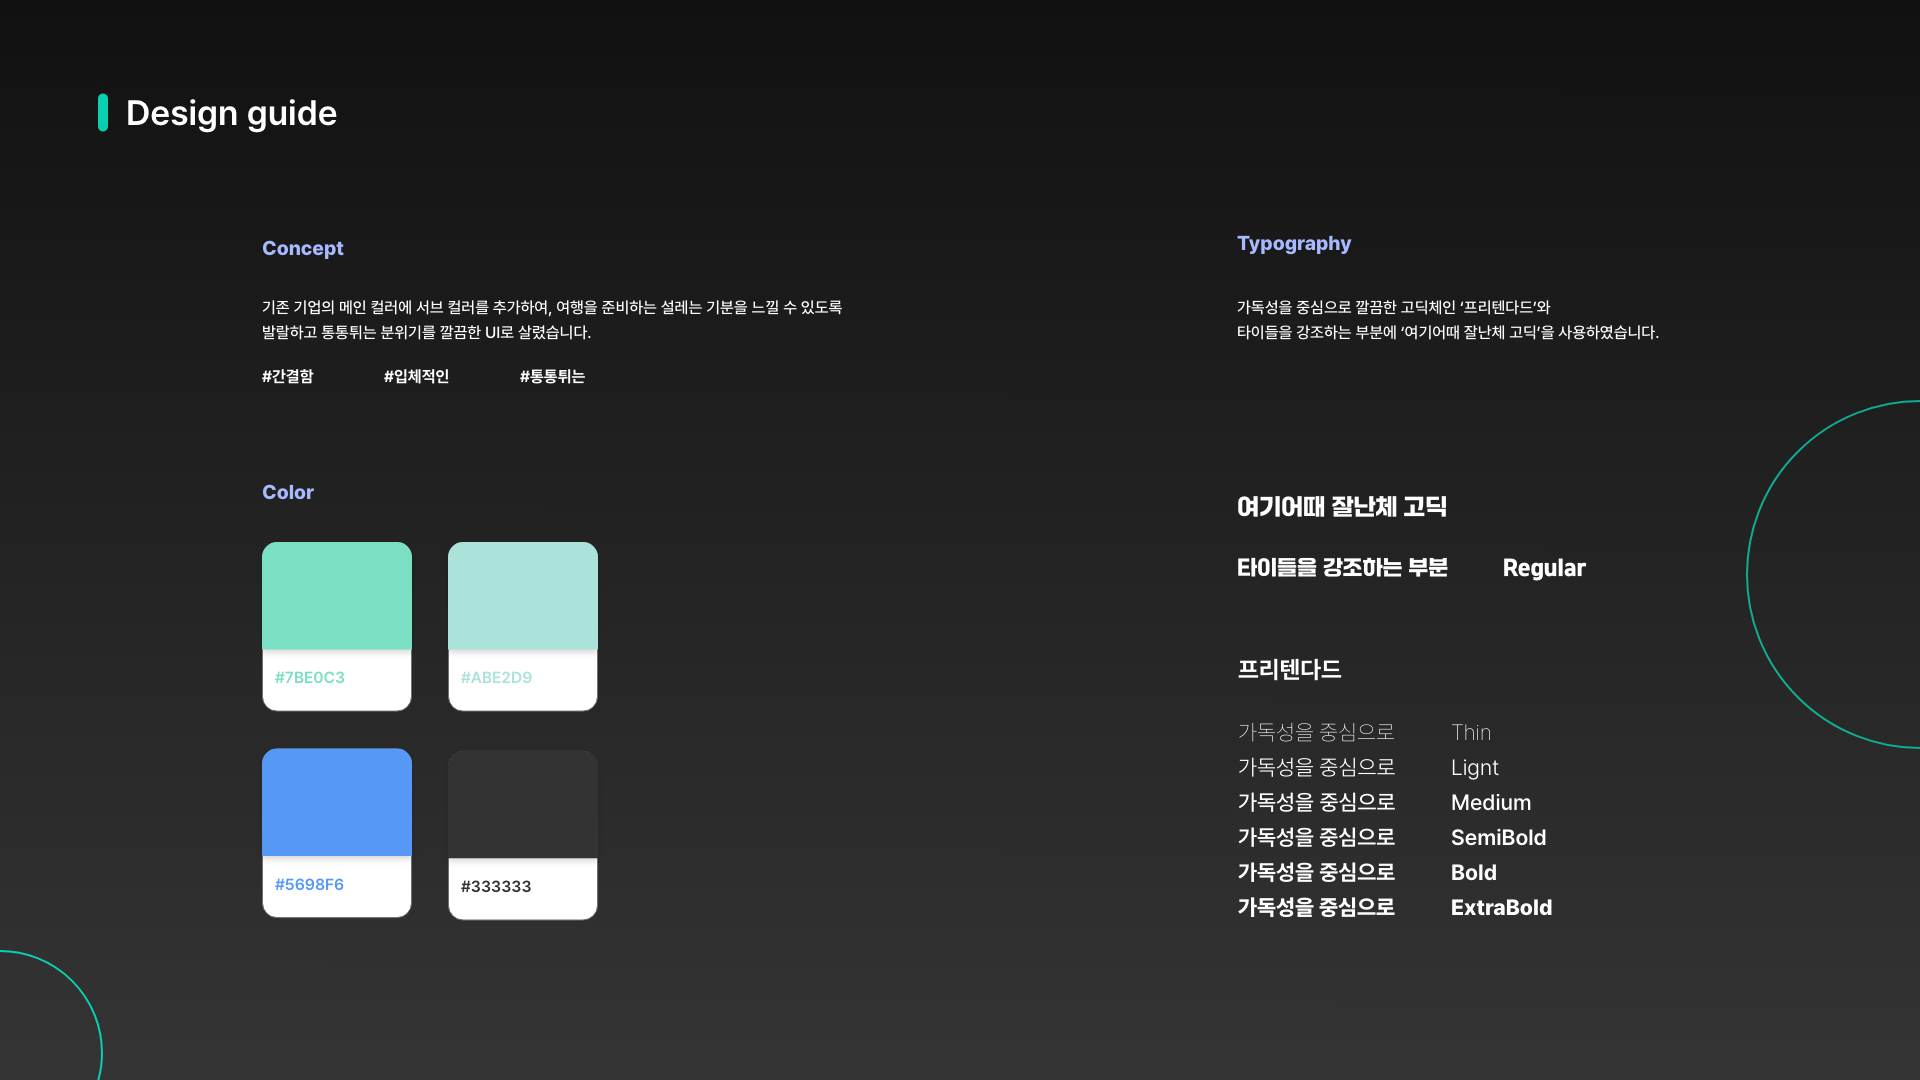 Design guide
Concept
기존 기업의 메인 컬러에 서브 컬러를 추가하여, 여행을 준비하는 설레는 기분을 느낄 수 있도록
발랄하고 통통튀는 분위기를 깔끔한 UI로 살렸습니다.
#간결함 #입체적인 #통통튀는
Color
#7BE0C3 #ABE2D9
#5698F6 #333333
Typography
가독성을 중심으로 깔끔한 고딕체인 ‘프리텐다드’와
타이들을 강조하는 부분에 ‘여기어때 잘난체 고딕’을 사용하였습니다.
여기어때 잘난체 고딕
타이들을 강조하는 부분 Regular
프리텐다드
가독성을 중심으로 Thin
가독성을 중심으로 Lignt
가독성을 중심으로 Medium
가독성을 중심으로 SemiBold
가독성을 중심으로 Bold
가독성을 중심으로 ExtraBold